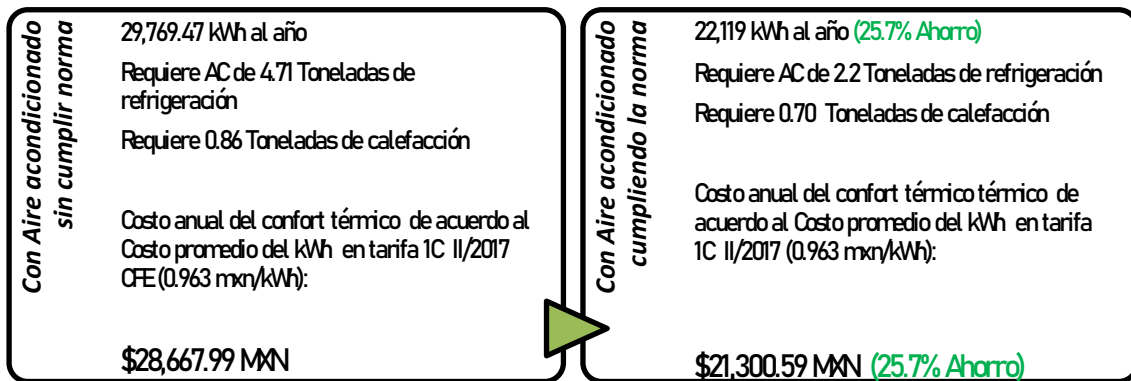 Con Aire acondicionado
sin cumplir norma
29,769.47 kWh al año
Requiere AC de 4.71 Toneladas de
refrigeración
Requiere 0.86 Toneladas de calefacción
Costo anual del confort térmico de acuerdo al
Costo promedio del kWh en tarifa 1C II/2017
CFE (0.963 mxn/kWh):
$28,667.99 MXN
Con Aire acondicionado
cumpliendo la norma
22,119 kWh al año (25.7% Ahorro)
Requiere AC de 2.2 Toneladas de refrigeración
Requiere 0.70 Toneladas de calefacción
Costo anual del confort térmico térmico de
acuerdo al Costo promedio del kWh en tarifa
1C II/2017 (0.963 mxn/kWh):
$21,300.59 MXN (25.7% Ahorro)